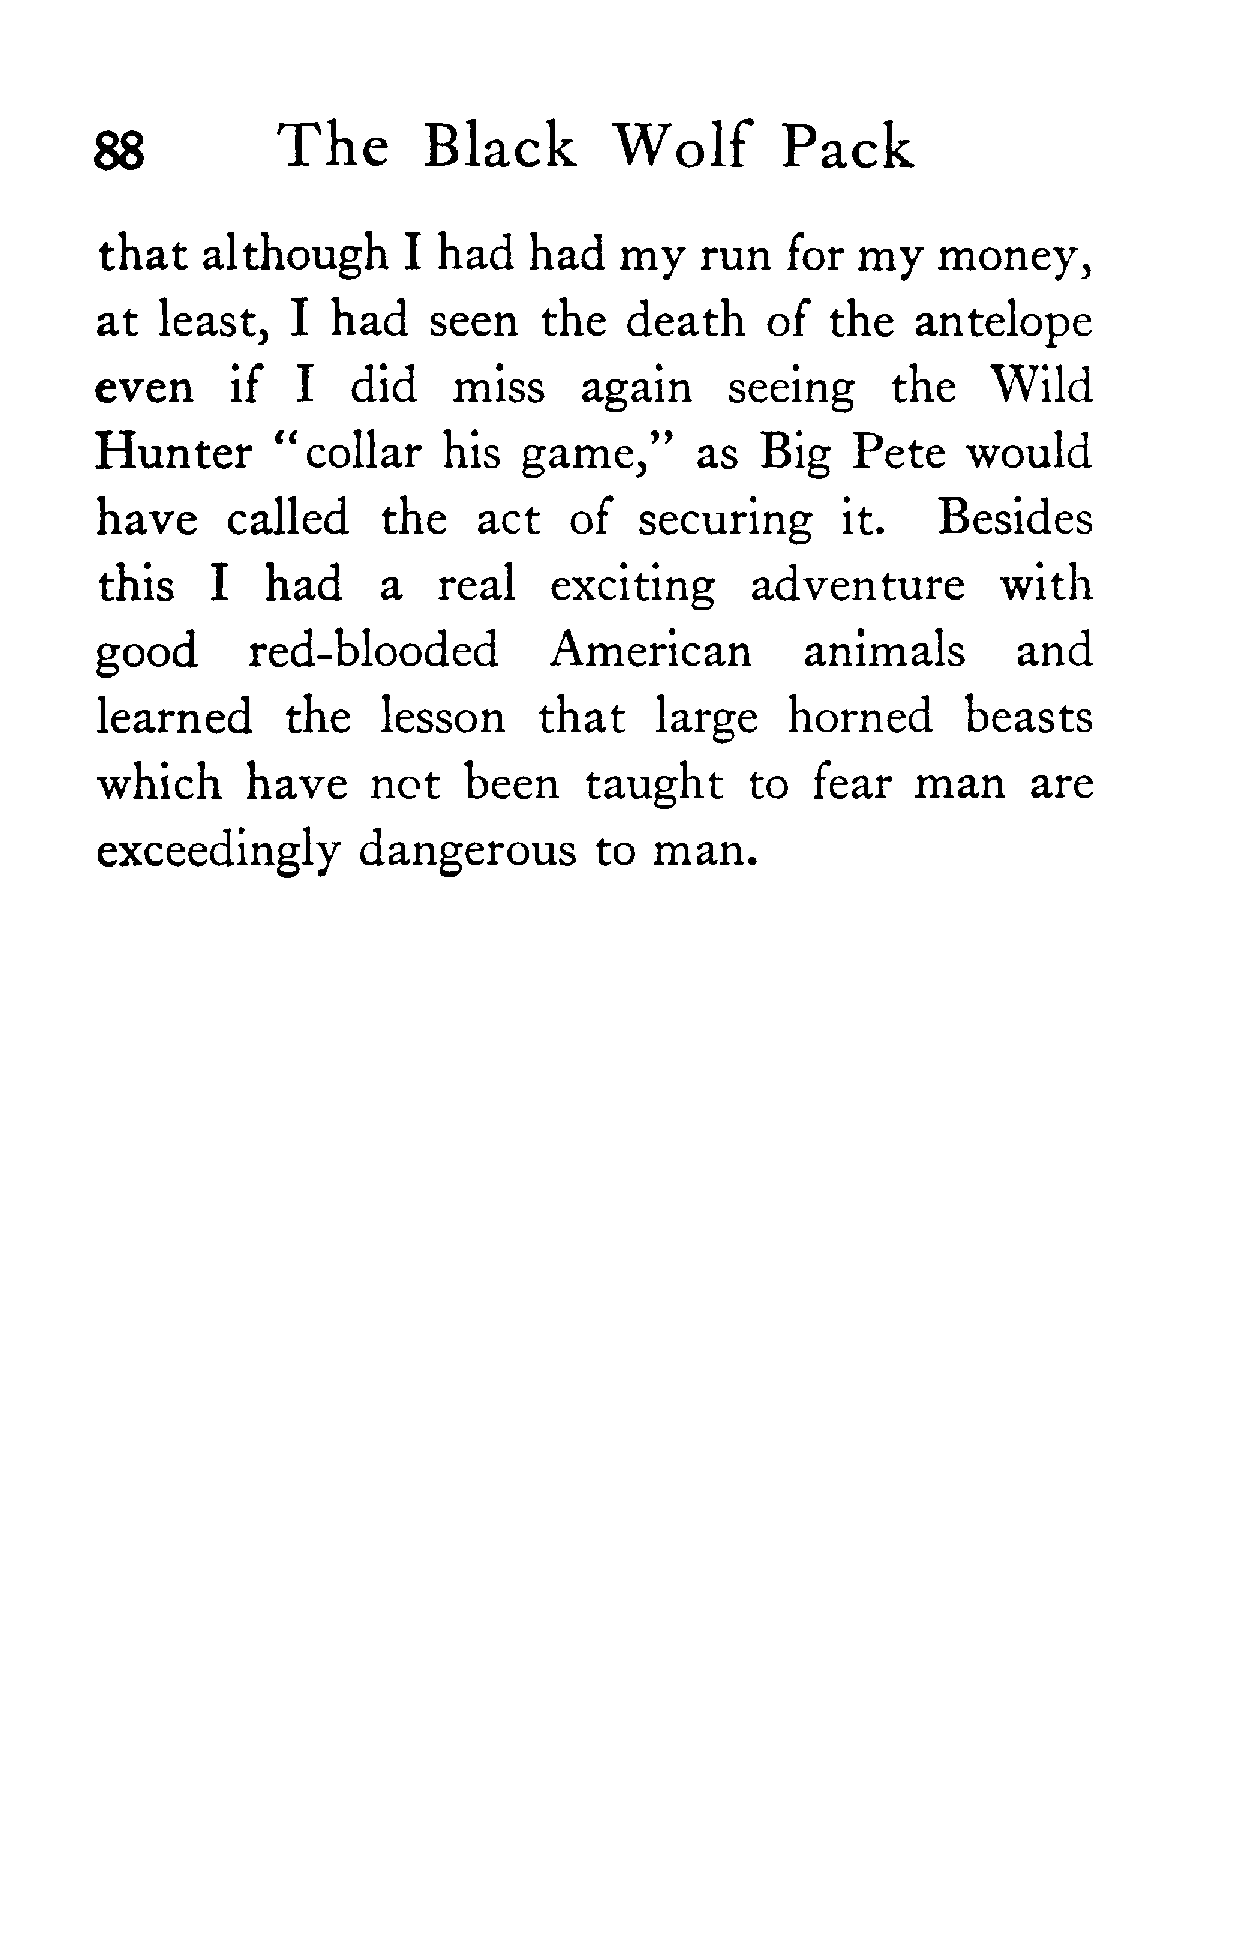 88 The Black Wolf Pack
that although I had had my run for my money,
at least, I had seen the death of the antelope
even if I did miss again seeing the Wild
Hunter “collar his game,” as Big Pete would
have called the act of securing it. Besides
this I had a real exciting adventure with
good red-blooded American animals and
learned the lesson that large horned beasts
which have not been taught to fear man are
exceedingly dangerous to man.